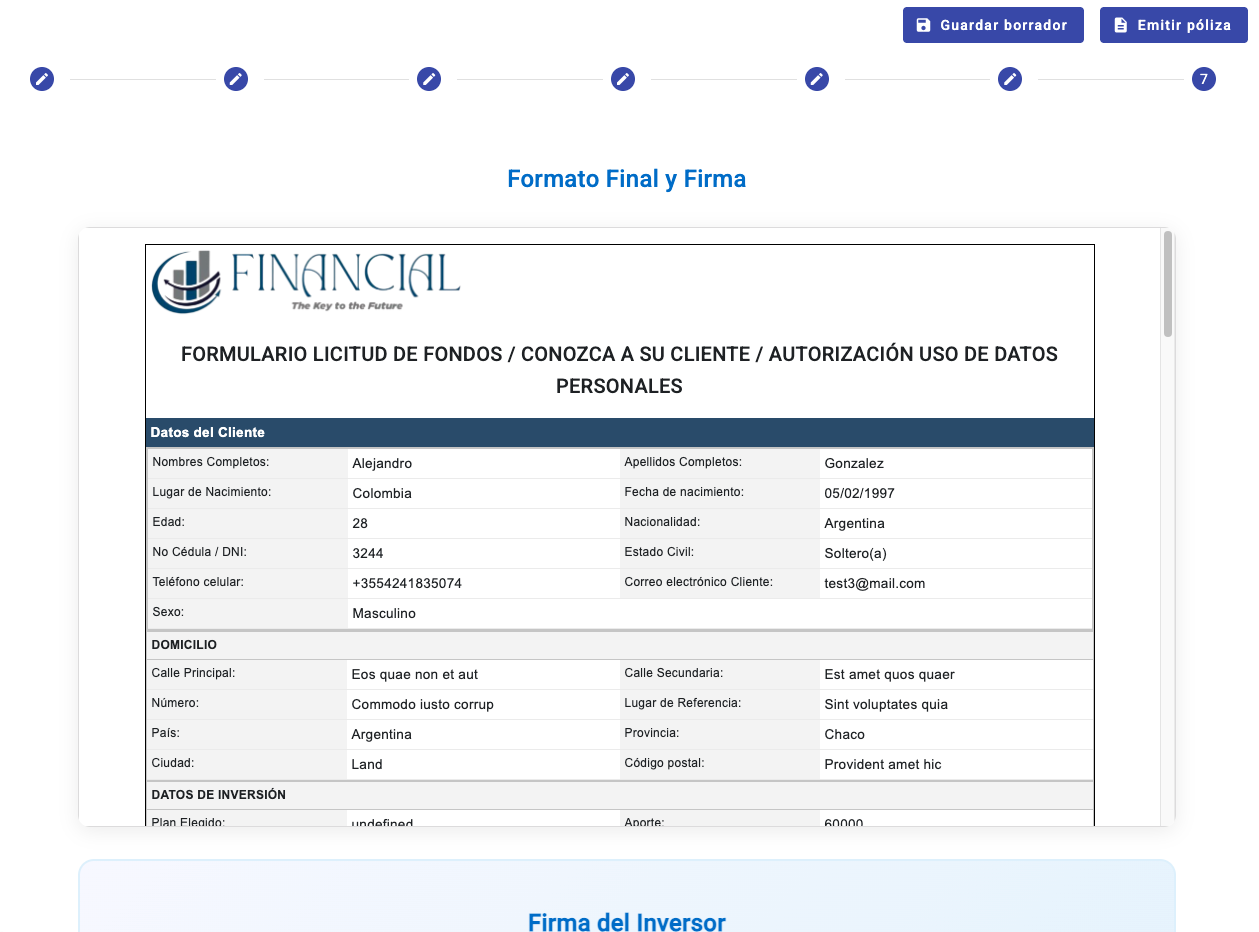 Guardar borrador Emitir póliza
7
Formato Final y Firma
FINANCIAL
The Key to the Future
FORMULARIO LICITUD DE FONDOS / CONOZCA A SU CLIENTE / AUTORIZACIÓN USO DE DATOS
PERSONALES
Datos del Cliente
Nombres Completos: Alejandro Apellidos Completos: Gonzalez
Lugar de Nacimiento: Colombia Fecha de nacimiento: 05/02/1997
Edad: 28 Nacionalidad: Argentina
No Cédula / DNI: 3244 Estado Civil: Soltero(a)
Teléfono celular: +3554241835074 Correo electrónico Cliente: test3@mail.com
Sexo: Masculino
DOMICILIO
Calle Principal: Eos quae non et aut Calle Secundaria: Est amet quos quaer
Número: Commodo iusto corrup Lugar de Referencia: Sint voluptates quia
País: Argentina Provincia: Chaco
Ciudad: Land Código postal: Provident amet hic
DATOS DE INVERSIÓN
Plan Elegido: undefined Aporte: 60000
Firma del Inversor